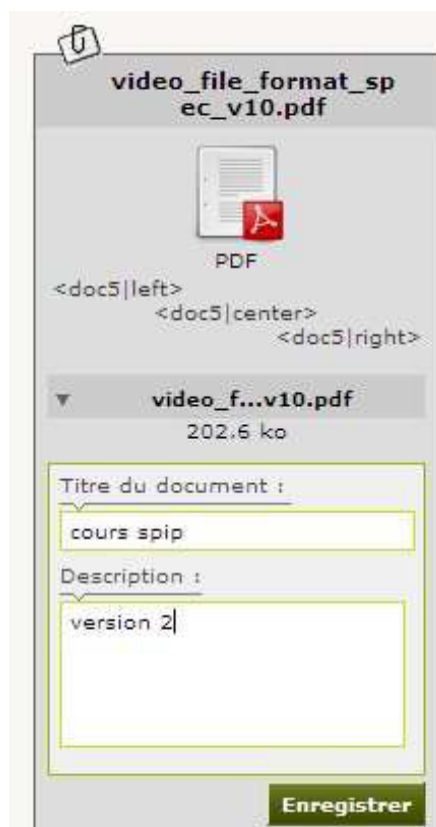 video_file_format_sp
ec_v10.pdf
PDF
<doc5|left>
<doc5|center>
<doc5|right>
video_f...v10.pdf
202.6 ko
Titre du document :
cours spip
Description :
version 2
Enregistrer